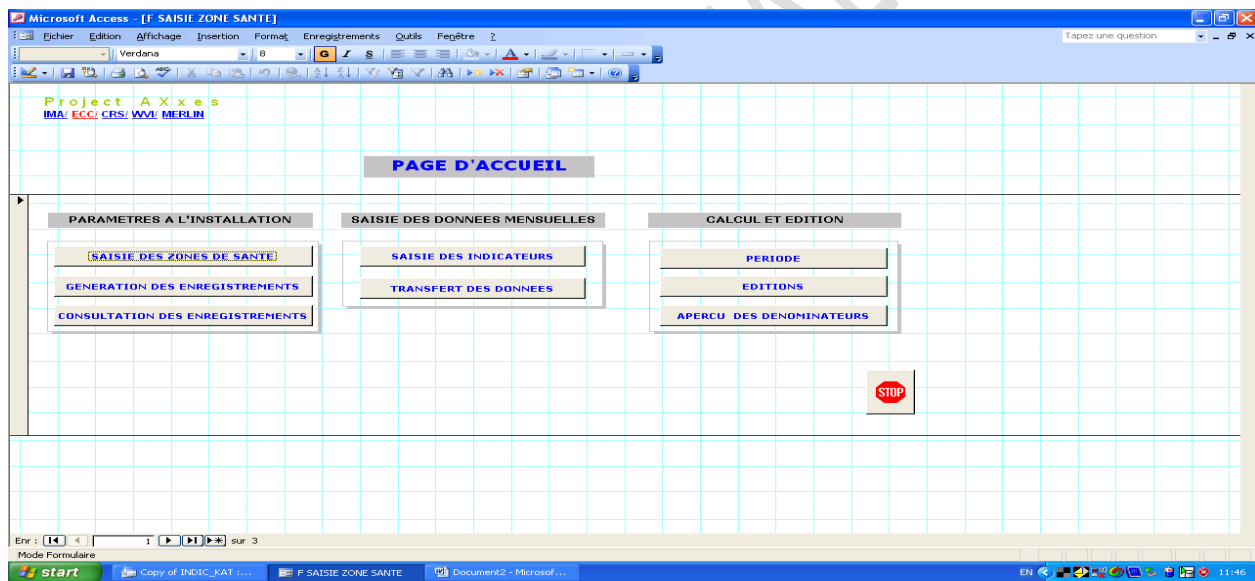 Microsoft Access - [F SAISIE ZONE SANTE]
Fichier Edition Affichage Insertion Format Enregistrements Outils Fenêtre ? Tapez une question
Verdana 8 G I S
Project AXxes
IMA/ ECC/ CRS/ WVI/ MERLIN
PAGE D'ACCUEIL
PARAMETRES A L'INSTALLATION SAISIE DES DONNEES MENSUELLES CALCUL ET EDITION
SAISIE DES ZONES DE SANTE SAISIE DES INDICATEURS PERIODE
GENERATION DES ENREGISTREMENTS TRANSFERT DES DONNEES EDITIONS
CONSULTATION DES ENREGISTREMENTS APERCU DES DENOMINATEURS
STOP
Enr : 1 sur 3
Mode Formulaire
start Copy of INDIC_KAT :... F SAISIE ZONE SANTE Document2 - Microsof... EN 11:46